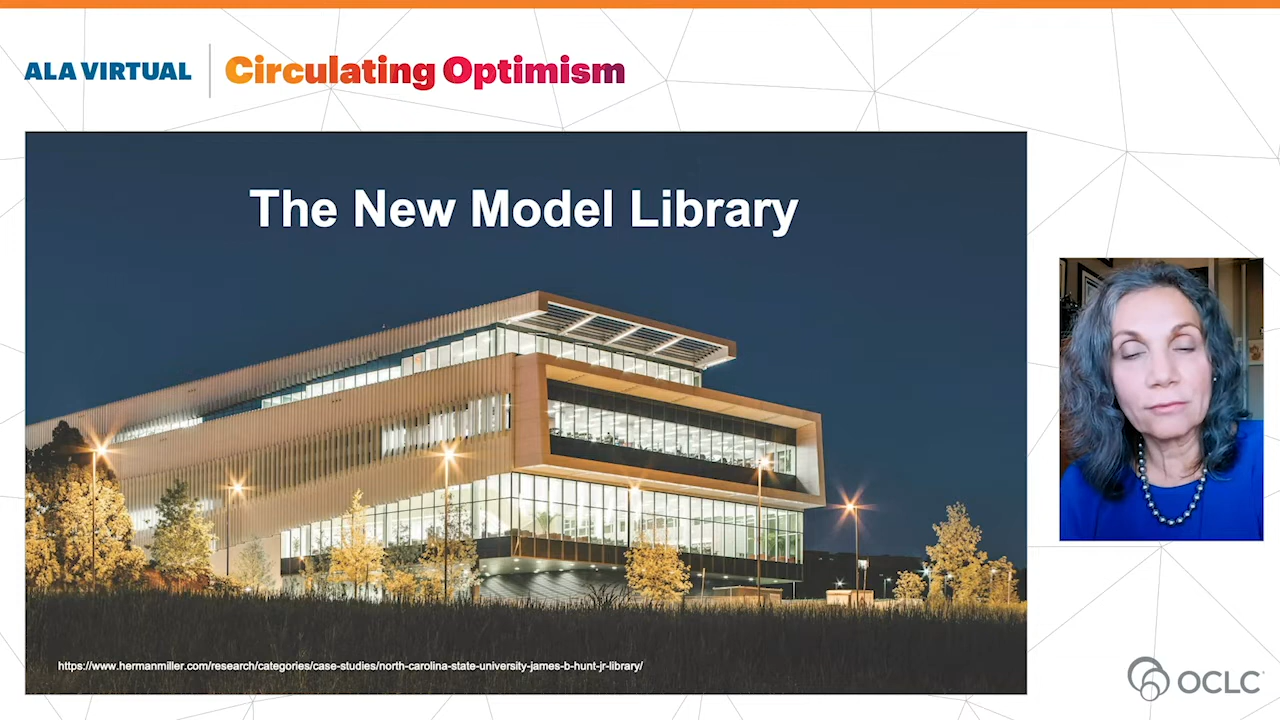 ALA VIRTUAL
Circulating Optimism
The New Model Library
https://www.hermanmiller.com/research/categories/case-studies/north-carolina-state-university-james-b-hunt-jr-library/
OCLC